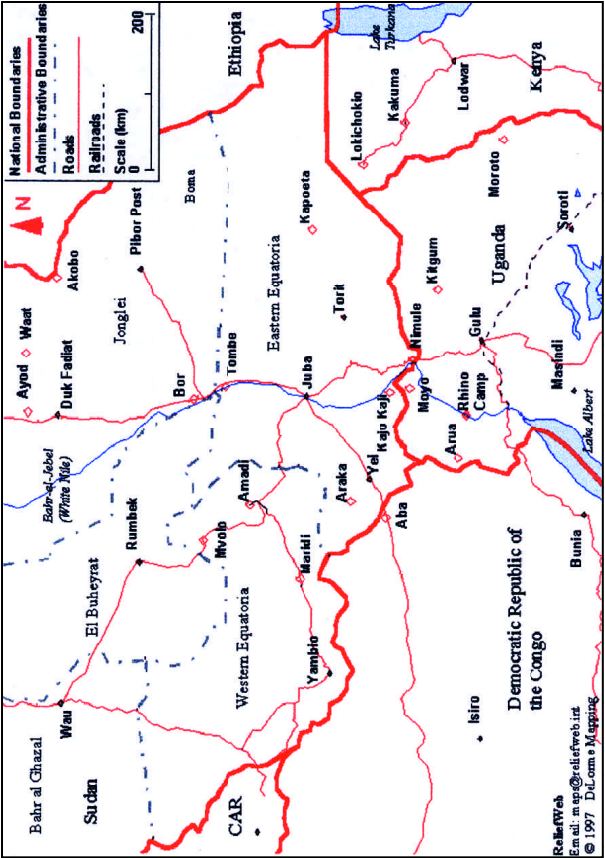 National Boundaries
Administrative Boundaries
Roads
Railroads
Scale (km)
0 200
N
Bahr al Ghazal
Sudan
Wau
El Buheyrat
Rumbek
Bahr-el-Jebel
(White Nile)
Ayod
Waat
Duk Fadiat
Akobo
Jonglei
Pibor Post
Boma
Ethiopia
Bor
Tombe
Mvolo
Amadi
Western Equatoria
Eastern Equatoria
Maridi
Juba
Kapoeta
Torit
Yambio
Araka
Yel
Kaju Kaji
Aba
CAR
Nimule
Moyo
Kitgum
Lotichokio
Kakuma
Lake
Turkana
Lodwar
Kenya
Moroto
Uganda
Arua
Rhino
Camp
Gulu
Isiro
Democratic Republic of
the Congo
Bunia
Masindi
Lake Albert
Soroti
ReliefWeb
Email: maps@reliefweb.int
© 1997 DeLorme Mapping